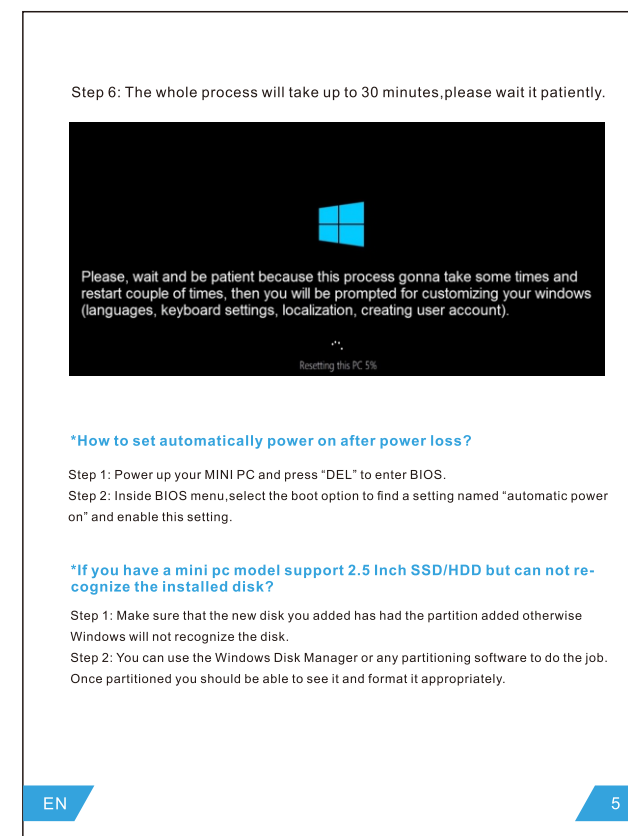 Step 6: The whole process will take up to 30 minutes,please wait it patiently.
Please, wait and be patient because this process gonna take some times and
restart couple of times, then you will be prompted for customizing your windows
(languages, keyboard settings, localization, creating user account).
Resetting this PC 5%
*How to set automatically power on after power loss?
Step 1: Power up your MINI PC and press “DEL” to enter BIOS.
Step 2: Inside BIOS menu,select the boot option to find a setting named “automatic power
on” and enable this setting.
*If you have a mini pc model support 2.5 Inch SSD/HDD but can not re-
cognize the installed disk?
Step 1: Make sure that the new disk you added has had the partition added otherwise
Windows will not recognize the disk.
Step 2: You can use the Windows Disk Manager or any partitioning software to do the job.
Once partitioned you should be able to see it and format it appropriately.
EN
5